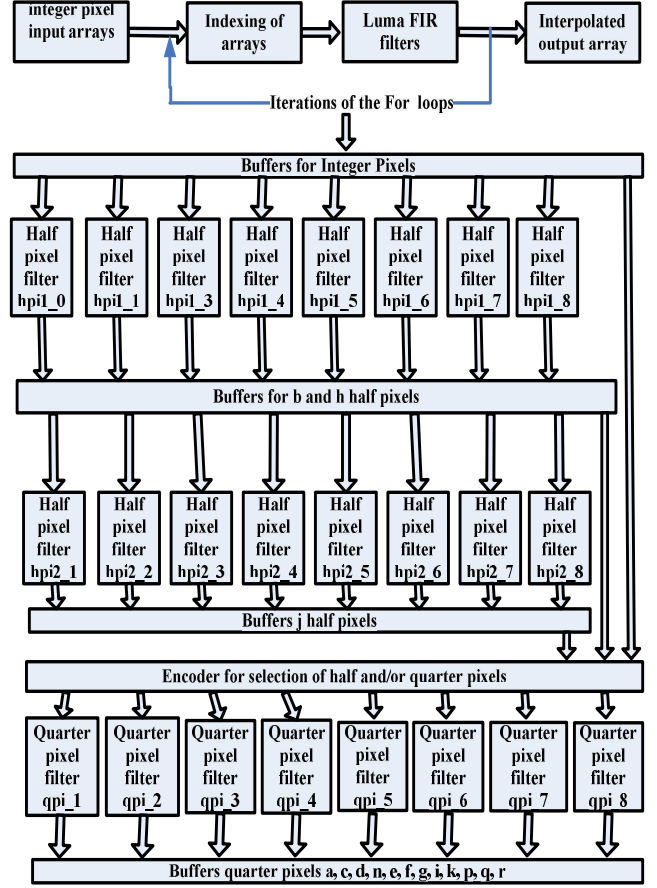 integer pixel
input arrays
Indexing of
arrays
Luma FIR
filters
Interpolated
output array
Iterations of the For loops
Buffers for Integer Pixels
Half
pixel
filter
hpi1_0
Half
pixel
filter
hpi1_1
Half
pixel
filter
hpi1_3
Half
pixel
filter
hpi1_4
Half
pixel
filter
hpi1_5
Half
pixel
filter
hpi1_6
Half
pixel
filter
hpi1_7
Half
pixel
filter
hpi1_8
Buffers for b and h half pixels
Half
pixel
filter
hpi2_1
Half
pixel
filter
hpi2_2
Half
pixel
filter
hpi2_3
Half
pixel
filter
hpi2_4
Half
pixel
filter
hpi2_5
Half
pixel
filter
hpi2_6
Half
pixel
filter
hpi2_7
Half
pixel
filter
hpi2_8
Buffers j half pixels
Encoder for selection of half and/or quarter pixels
Quarter
pixel
filter
qpi_1
Quarter
pixel
filter
qpi_2
Quarter
pixel
filter
qpi_3
Quarter
pixel
filter
qpi_4
Quarter
pixel
filter
qpi_5
Quarter
pixel
filter
qpi_6
Quarter
pixel
filter
qpi_7
Quarter
pixel
filter
qpi_8
Buffers quarter pixels a, c, d, n, e, f, g, i, k, p, q, r